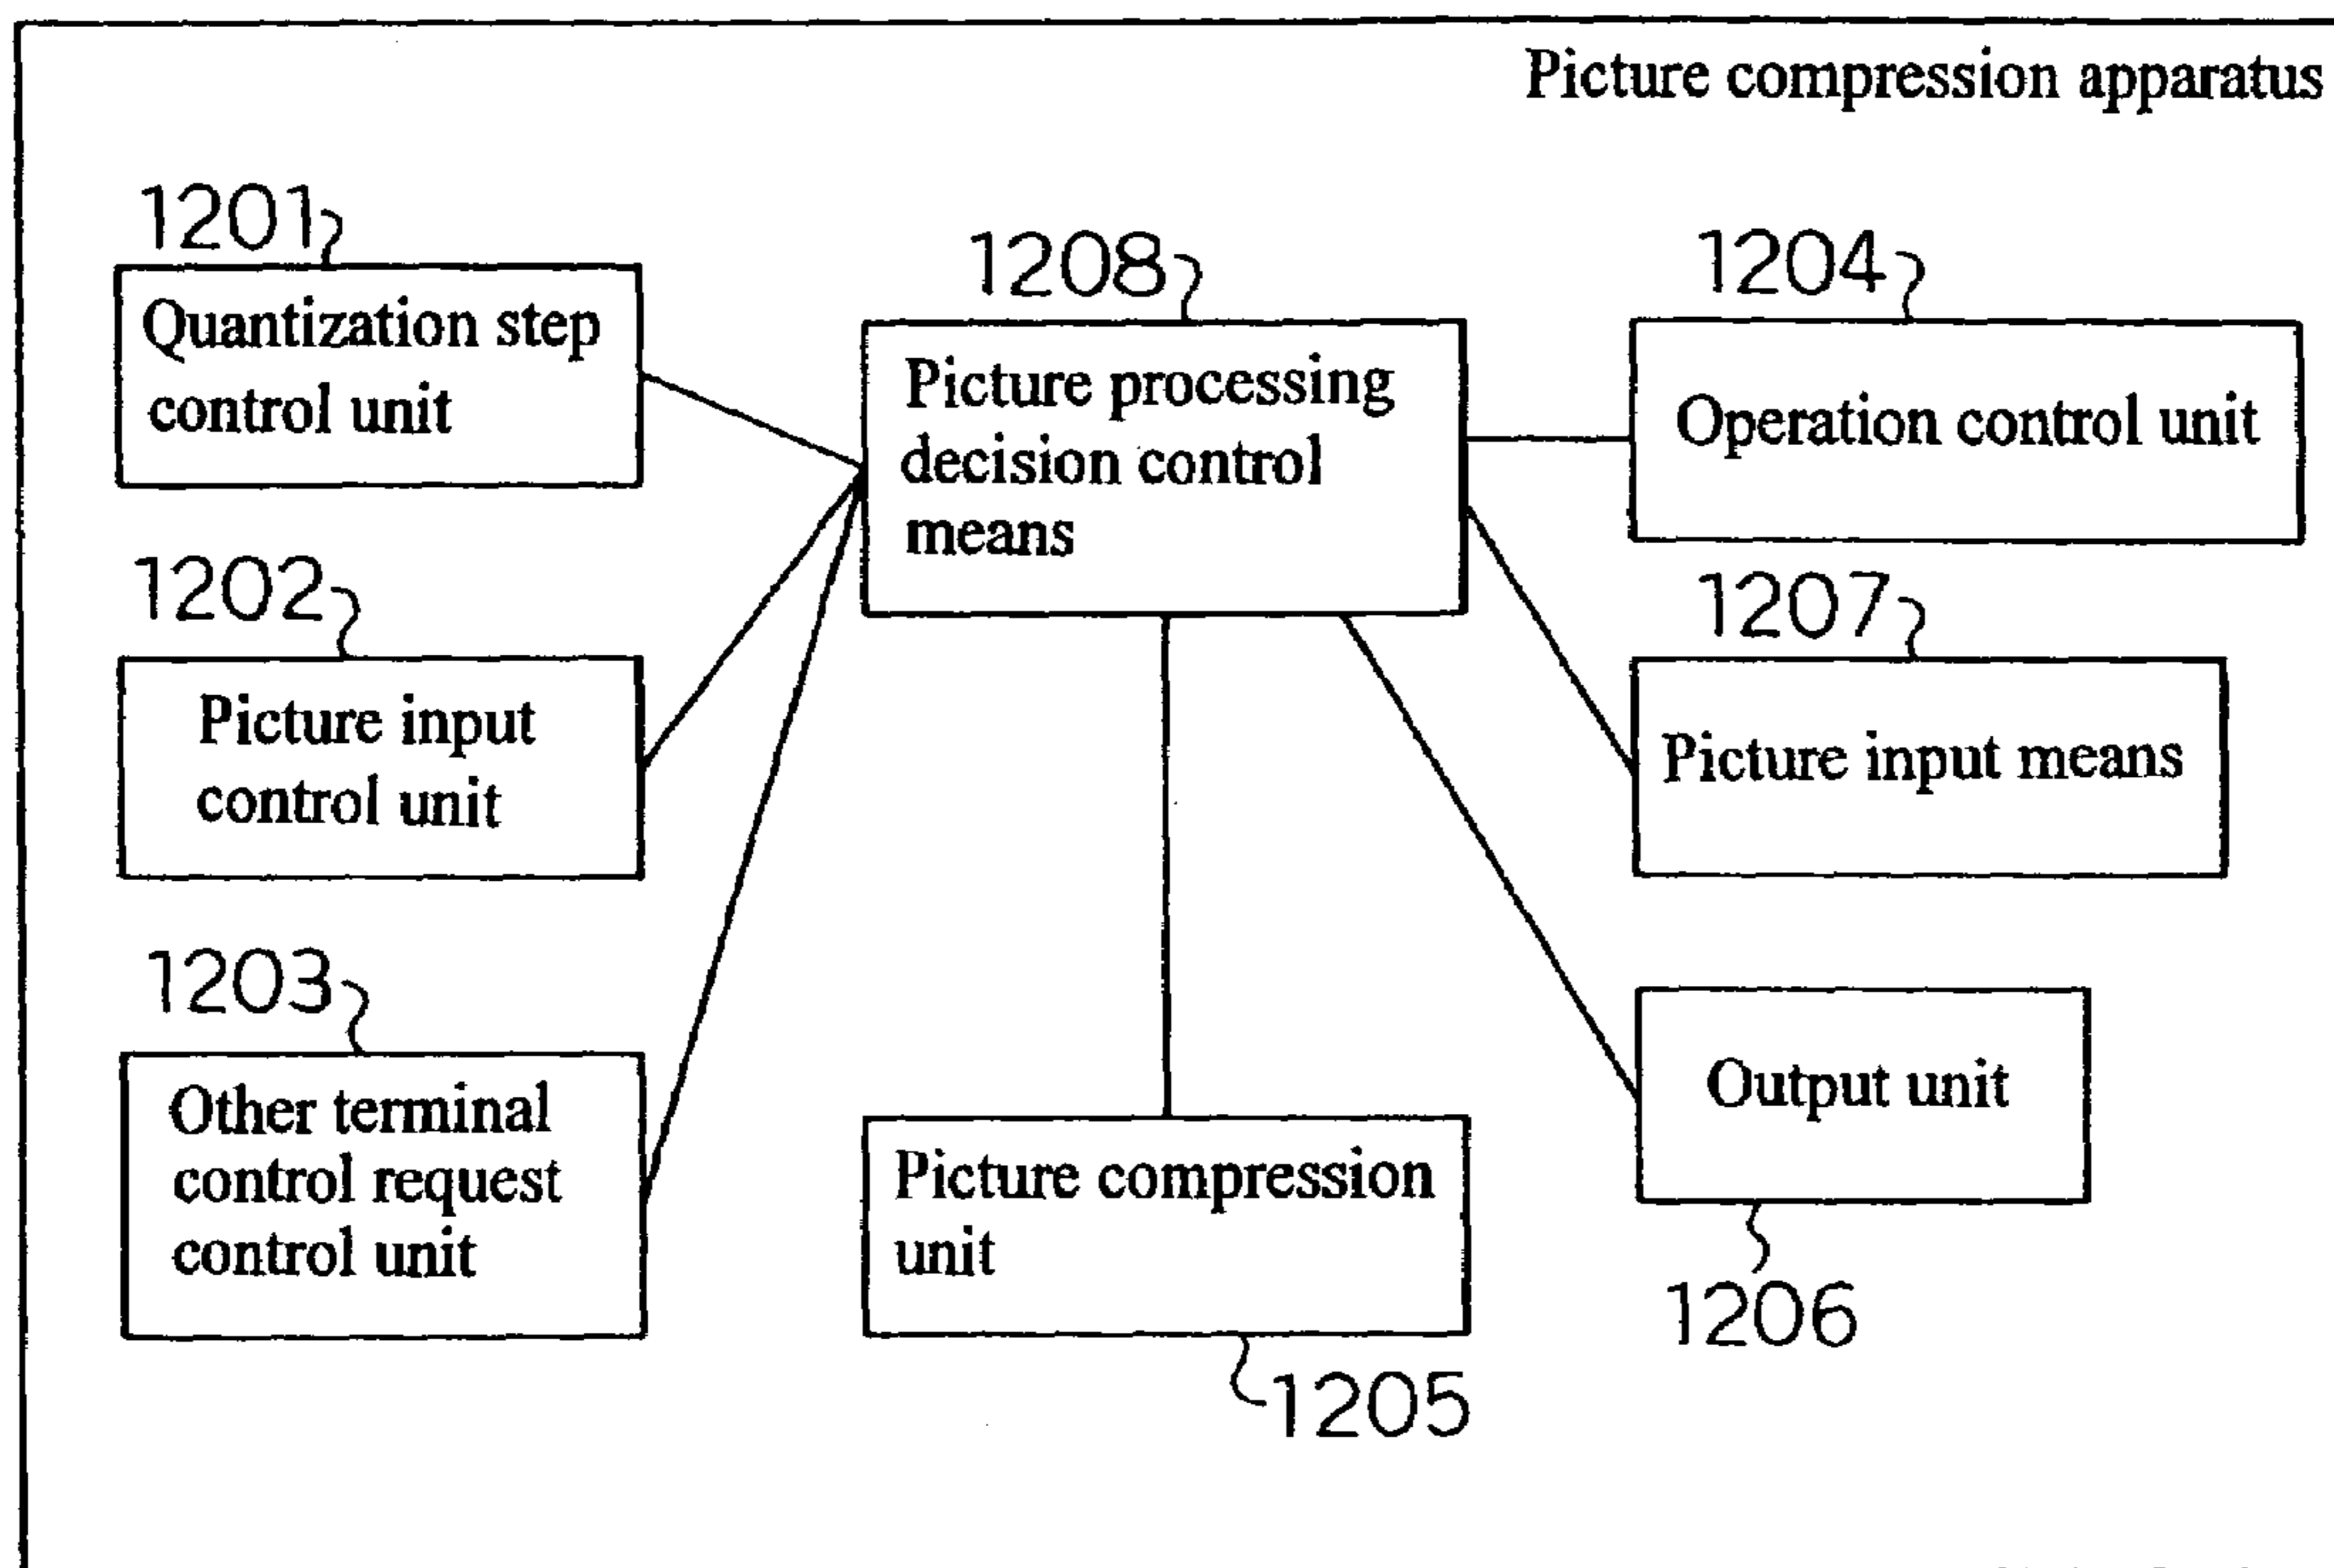 Picture compression apparatus
1201
Quantization step
control unit
1208
Picture processing
decision control
means
1204
Operation control unit
1202
Picture input
control unit
1207
Picture input means
1203
Other terminal
control request
control unit
Picture compression
unit
1205
Output unit
1206